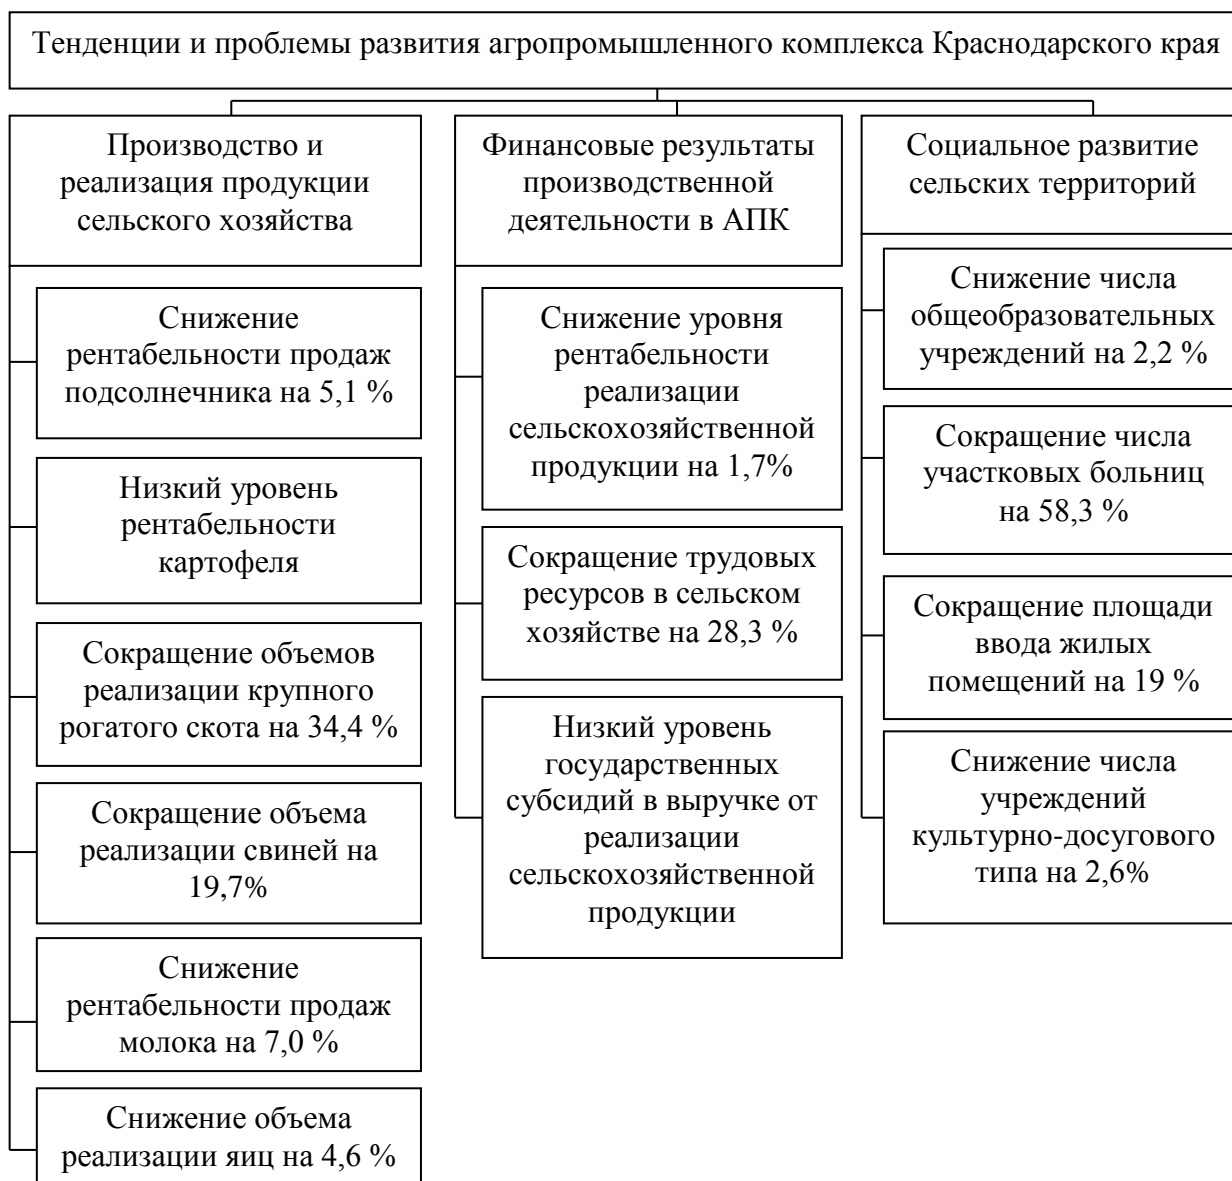 Тенденции и проблемы развития агропромышленного комплекса Краснодарского края
Производство и
реализация продукции
сельского хозяйства
Снижение
рентабельности продаж
подсолнечника на 5,1 %
Низкий уровень
рентабельности
картофеля
Сокращение объемов
реализации крупного
рогатого скота на 34,4 %
Сокращение объема
реализации свиней на
19,7%
Снижение
рентабельности продаж
молока на 7,0 %
Снижение объема
реализации яиц на 4,6 %
Финансовые результаты
производственной
деятельности в АПК
Снижение уровня
рентабельности
реализации
сельскохозяйственной
продукции на 1,7%
Сокращение трудовых
ресурсов в сельском
хозяйстве на 28,3 %
Низкий уровень
государственных
субсидий в выручке от
реализации
сельскохозяйственной
продукции
Социальное развитие
сельских территорий
Снижение числа
общеобразовательных
учреждений на 2,2 %
Сокращение числа
участковых больниц
на 58,3 %
Сокращение площади
ввода жилых
помещений на 19 %
Снижение числа
учреждений
культурно-досугового
типа на 2,6%